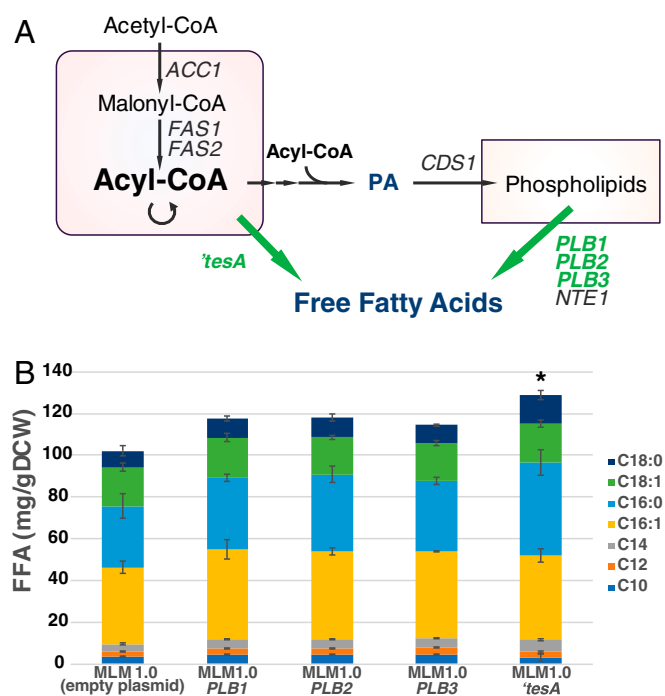 A
Acetyl-CoA
ACC1
Malonyl-CoA
FAS1
FAS2
Acyl-CoA
Acyl-CoA
PA
CDS1
Phospholipids
'tesA
PLB1
PLB2
PLB3
NTE1
Free Fatty Acids
B
FFA (mg/gDCW)
140
120
100
80
60
40
20
0
*
C18:0
C18:1
C16:0
C16:1
C14
C12
C10
MLM1.0
(empty plasmid)
MLM1.0
PLB1
MLM1.0
PLB2
MLM1.0
PLB3
MLM1.0
'tesA